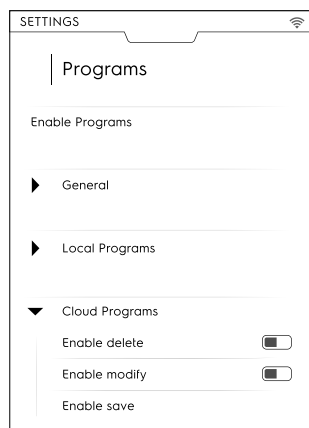 SETTINGS
Programs
Enable Programs
General
Local Programs
Cloud Programs
Enable delete
Enable modify
Enable save